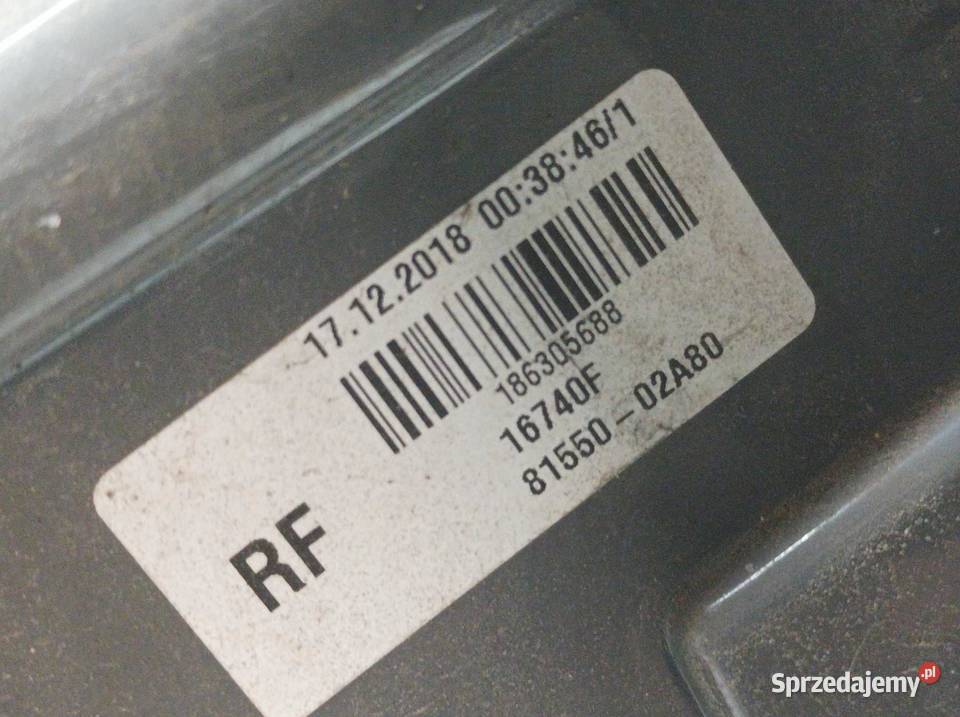 17.12.2018 00:38:46/1
186305688
16740F
81550-02A80
RF
Sprzedajemy.pl